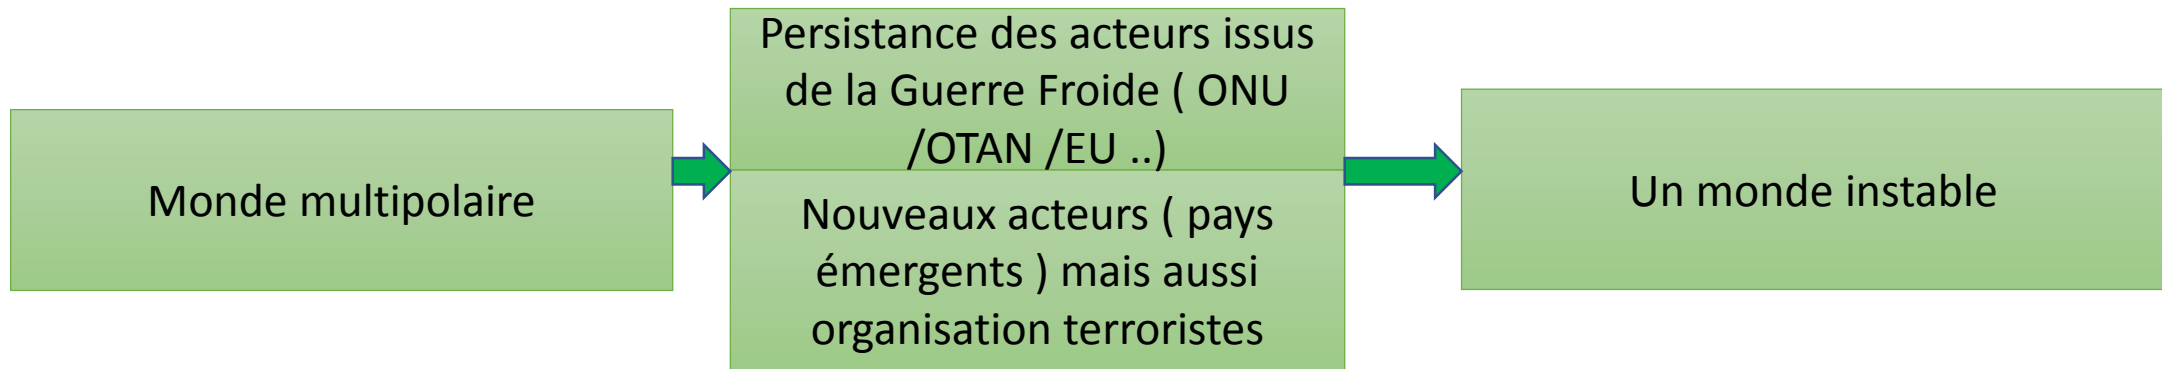 Monde multipolaire
Persistance des acteurs issus
de la Guerre Froide ( ONU
/OTAN /EU ..)
Nouveaux acteurs ( pays
émergents ) mais aussi
organisation terroristes
Un monde instable